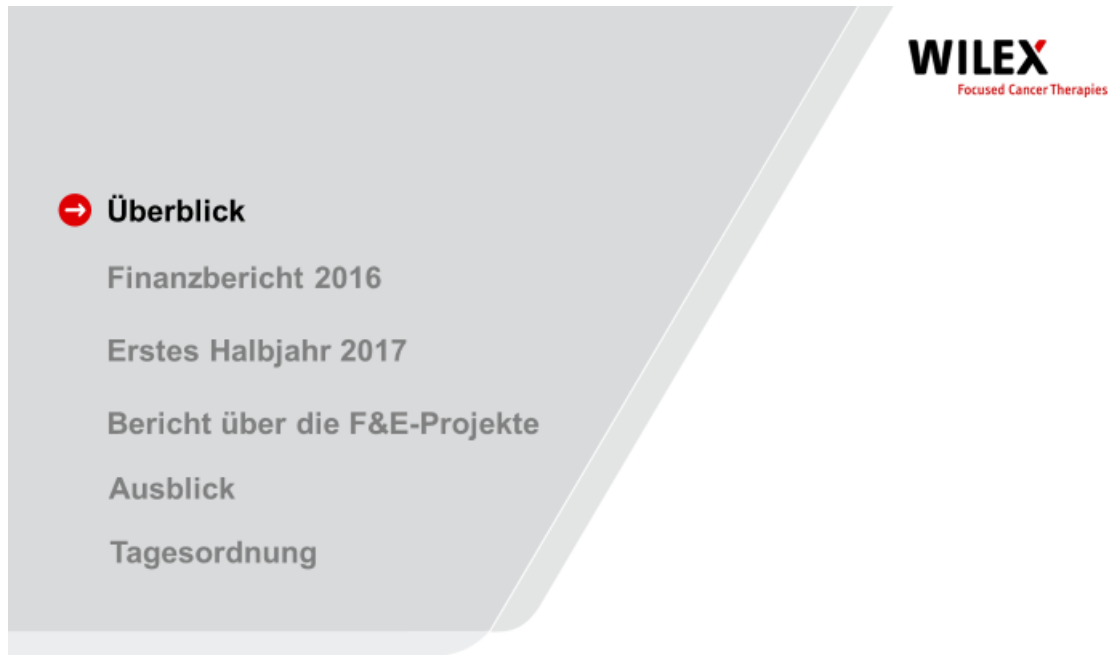 WILEX
Focused Cancer Therapies
Überblick
Finanzbericht 2016
Erstes Halbjahr 2017
Bericht über die F&E-Projekte
Ausblick
Tagesordnung